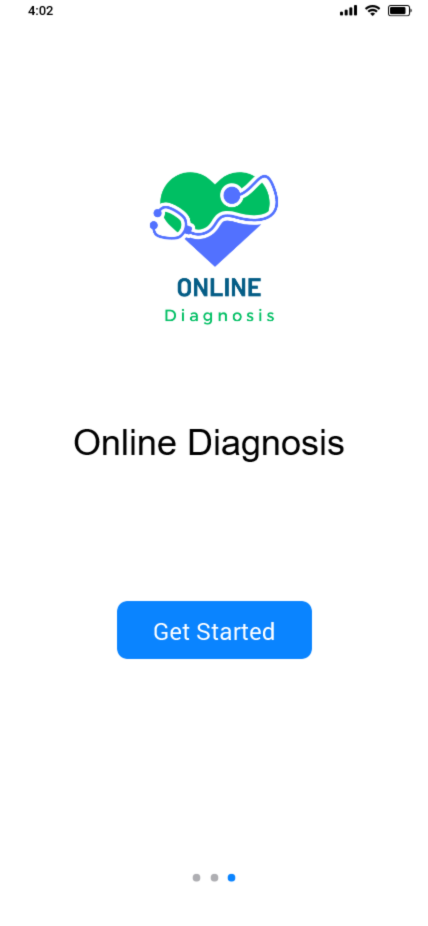 4:02
ONLINE
Diagnosis
Online Diagnosis
Get Started